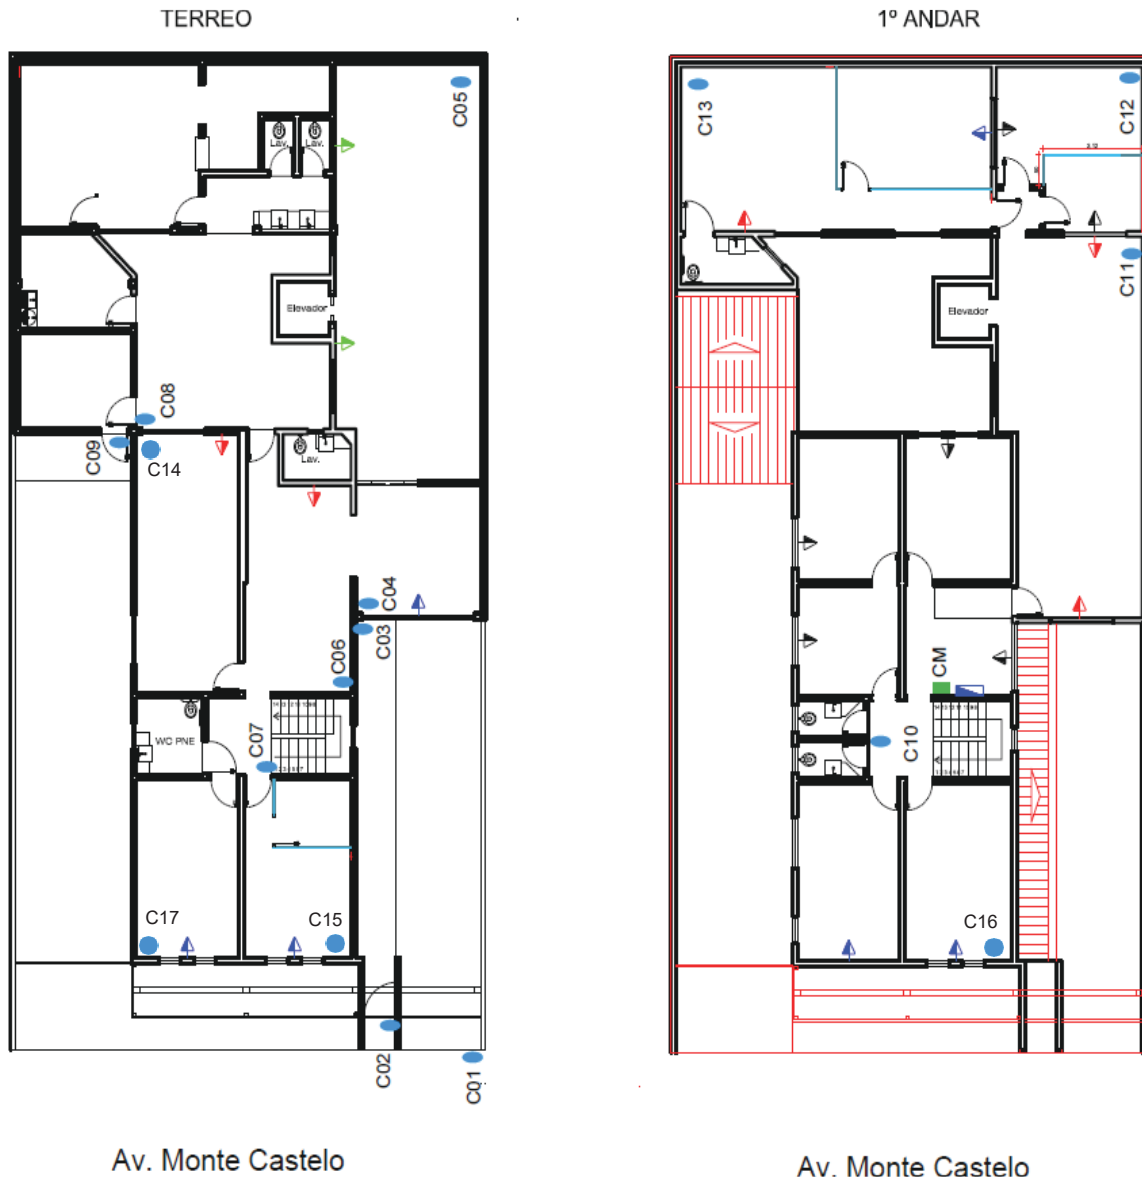 TERREO
1º ANDAR
C05
C13
C12
Lav.
Lav.
C11
Elevador
Elevador
C08
C09
C14
Lav.
C04
C03
C06
CM
WC PNE
C07
C10
C17
C15
C16
C02
C01
Av. Monte Castelo
Av. Monte Castelo